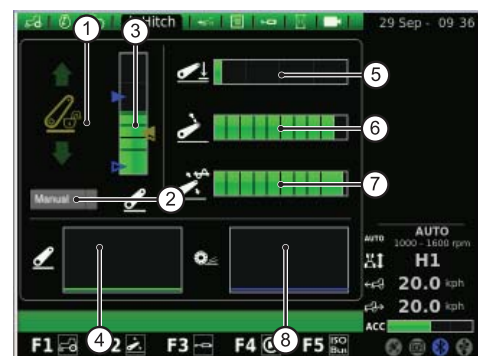 Hitch
29 Sep - 09 36
1
3
5
6
7
2
Manual
AUTO
AUTO
1000 - 1600 rpm
H1
20.0 kph
20.0 kph
ACC
4
8
F1
2
F3
F4
F5
ISO
Bus